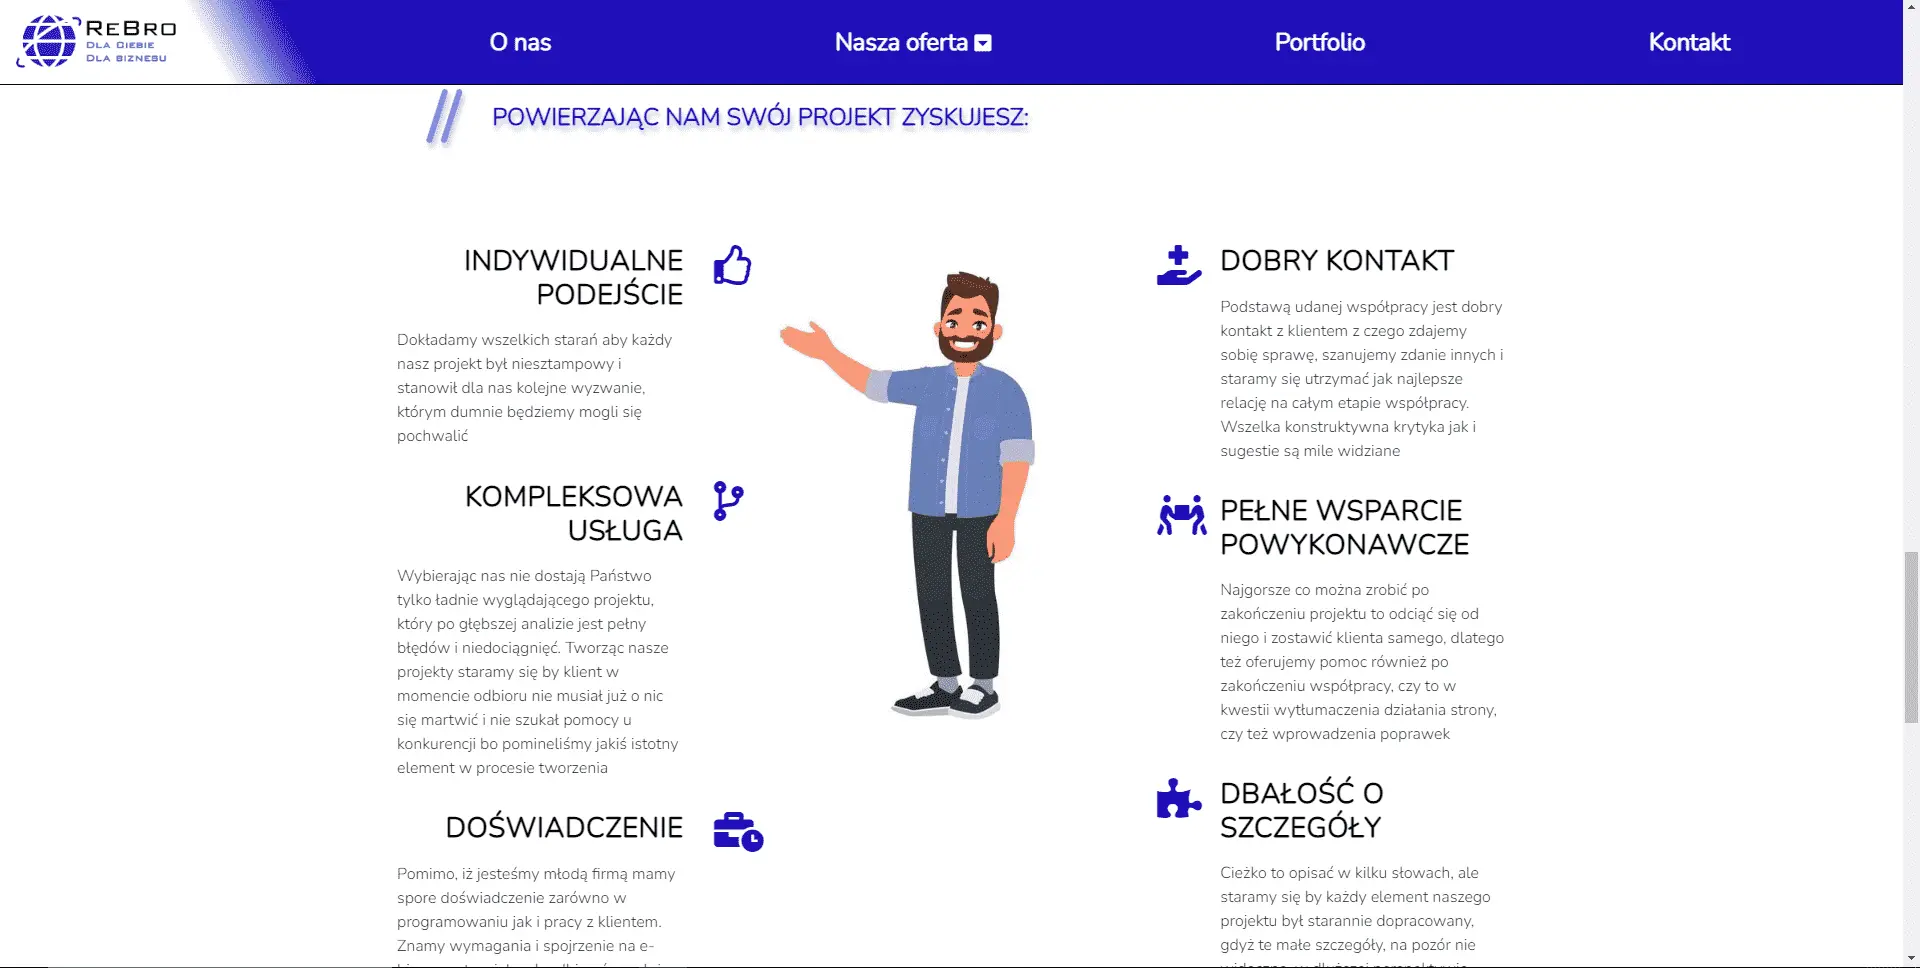 ReBro
Dla Ciebie
Dla biznesu
O nas
Nasza oferta
Portfolio
Kontakt
POWIERZAJĄC NAM SWÓJ PROJEKT ZYSKUJESZ:
INDYWIDUALNE
PODEJŚCIE
Dokładamy wszelkich starań aby każdy
nasz projekt był niesztampowy i
stanowił dla nas kolejne wyzwanie,
którym dumnie będziemy mogli się
pochwalić
KOMPLEKSOWA
USŁUGA
Wybierając nas nie dostają Państwo
tylko ładnie wyglądającego projektu,
który po głębszej analizie jest pełny
błędów i niedociągnięć. Tworząc nasze
projekty staramy się by klient w
momencie odbioru nie musiał już o nic
się martwić i nie szukał pomocy u
konkurencji bo pomineliśmy jakiś istotny
element w procesie tworzenia
DOŚWIADCZENIE
Pomimo, iż jesteśmy młodą firmą mamy
spore doświadczenie zarówno w
programowaniu jak i pracy z klientem.
Znamy wymagania i spojrzenie na e-
DOBRY KONTAKT
Podstawą udanej współpracy jest dobry
kontakt z klientem z czego zdajemy
sobię sprawę, szanujemy zdanie innych i
staramy się utrzymać jak najlepsze
relację na całym etapie współpracy.
Wszelka konstruktywna krytyka jak i
sugestie są mile widziane
PEŁNE WSPARCIE
POWYKONAWCZE
Najgorsze co można zrobić po
zakończeniu projektu to odciąć się od
niego i zostawić klienta samego, dlatego
też oferujemy pomoc również po
zakończeniu współpracy, czy to w
kwestii wytłumaczenia działania strony,
czy też wprowadzenia poprawek
DBAŁOŚĆ O
SZCZEGÓŁY
Cieżko to opisać w kilku słowach, ale
staramy się by każdy element naszego
projektu był starannie dopracowany,
gdyż te małe szczegóły, na pozór nie